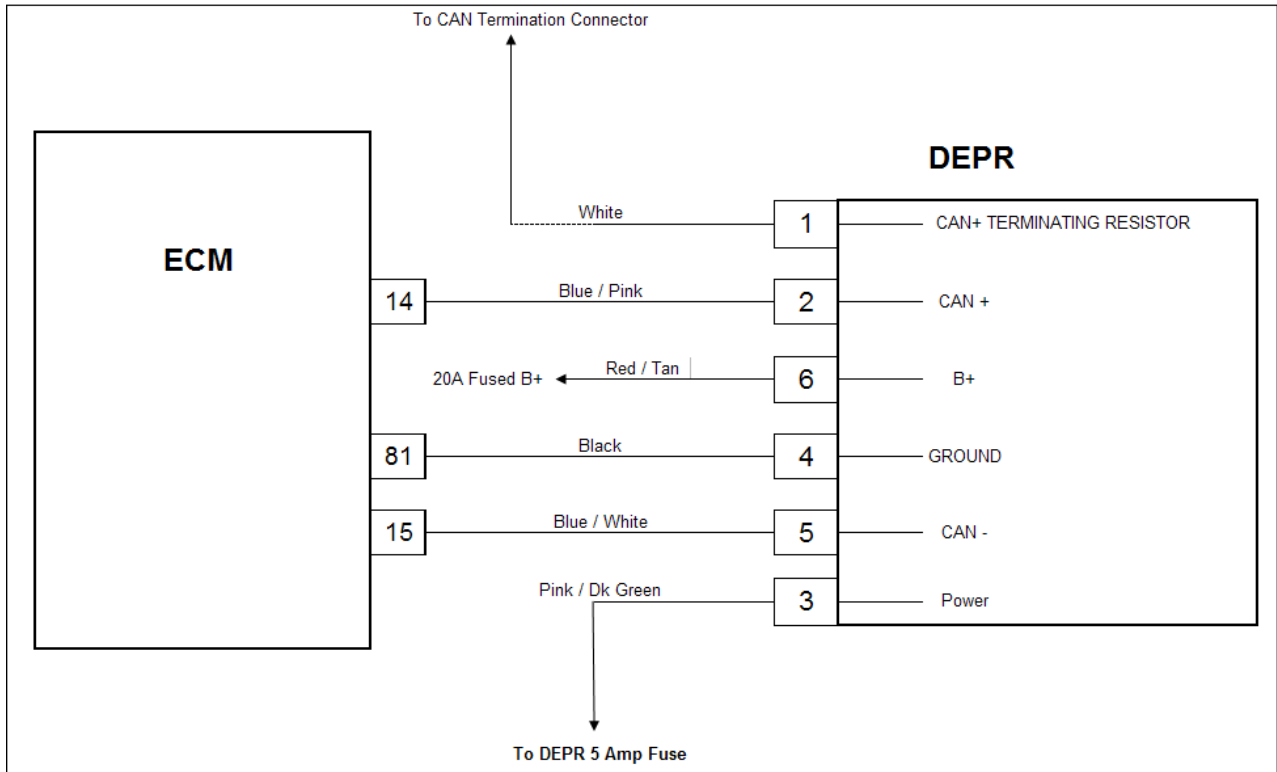 To CAN Termination Connector
DEPR
ECM
White
1
CAN+ TERMINATING RESISTOR
14
Blue / Pink
2
CAN +
20A Fused B+
Red / Tan
6
B+
81
Black
4
GROUND
15
Blue / White
5
CAN -
Pink / Dk Green
3
Power
To DEPR 5 Amp Fuse